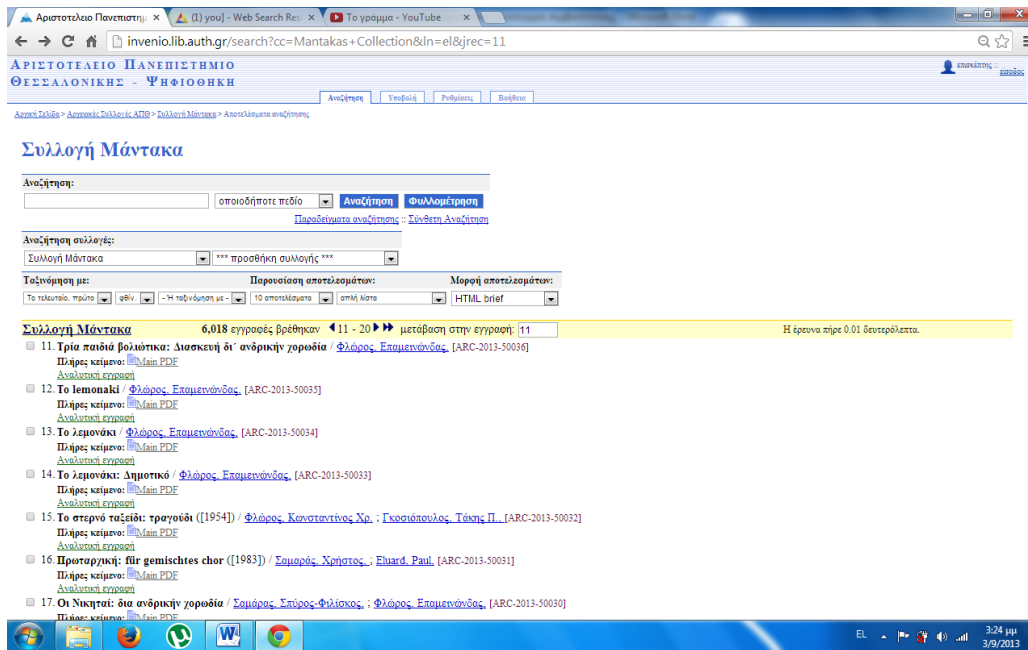 Αριστοτέλειο Πανεπιστημ
(1) you] - Web Search Res
Το γράμμα - YouTube
invenio.lib.auth.gr/search?cc=Mantakas+Collection&ln=el&jrec=11
ΑΡΙΣΤΟΤΕΛΕΙΟ ΠΑΝΕΠΙΣΤΗΜΙΟ
ΘΕΣΣΑΛΟΝΙΚΗΣ - ΨΗΦΙΟΘΗΚΗ
επισκέπτης ::
είσοδος
Αναζήτηση Υποβολή Ρυθμίσεις Βοήθεια
Αρχική Σελίδα > Αρχειακές Συλλογές ΑΠΘ > Συλλογή Μάντακα > Αποτελέσματα αναζήτησης
Συλλογή Μάντακα
Αναζήτηση:
οποιοδήποτε πεδίο Αναζήτηση Φυλλομέτρηση
Παραδείγματα αναζήτησης :: Σύνθετη Αναζήτηση
Αναζήτηση συλλογές:
Συλλογή Μάντακα *** προσθήκη συλλογής ***
Ταξινόμηση με: Παρουσίαση αποτελεσμάτων: Μορφή αποτελεσμάτων:
Το τελευταίο, πρώτο φθίν. - Ή ταξινόμηση με - 10 αποτελέσματα απλή λίστα HTML brief
Συλλογή Μάντακα 6,018 εγγραφές βρέθηκαν 11 - 20 μετάβαση στην εγγραφή: 11 Η έρευνα πήρε 0.01 δευτερόλεπτα.
11. Τρία παιδιά βολιώτικα: Διασκευή δι΄ ανδρικήν χορωδία / Φλώρος, Επαμεινώνδας, [ARC-2013-50036]
Πλήρες κείμενο: Main PDF
Αναλυτική εγγραφή
12. To lemonaki / Φλώρος, Επαμεινώνδας, [ARC-2013-50035]
Πλήρες κείμενο: Main PDF
Αναλυτική εγγραφή
13. Το λεμονάκι / Φλώρος, Επαμεινώνδας, [ARC-2013-50034]
Πλήρες κείμενο: Main PDF
Αναλυτική εγγραφή
14. Το λεμονάκι: Δημοτικό / Φλώρος, Επαμεινώνδας, [ARC-2013-50033]
Πλήρες κείμενο: Main PDF
Αναλυτική εγγραφή
15. Το στερνό ταξείδι: τραγούδι ([1954]) / Φλώρος, Κωνσταντίνος Χρ. ; Γκοσιόπουλος, Τάκης Π., [ARC-2013-50032]
Πλήρες κείμενο: Main PDF
Αναλυτική εγγραφή
16. Πρωταρχική: für gemischtes chor ([1983]) / Σαμαράς, Χρήστος, ; Eluard, Paul, [ARC-2013-50031]
Πλήρες κείμενο: Main PDF
Αναλυτική εγγραφή
17. Οι Νικηταί: δια ανδρικήν χορωδία / Σαμάρας, Σπύρος-Φιλίσκος, ; Φλώρος, Επαμεινώνδας, [ARC-2013-50030]
Πλήρες κείμενο: Main PDF
EL
3:24 μμ
3/9/2013